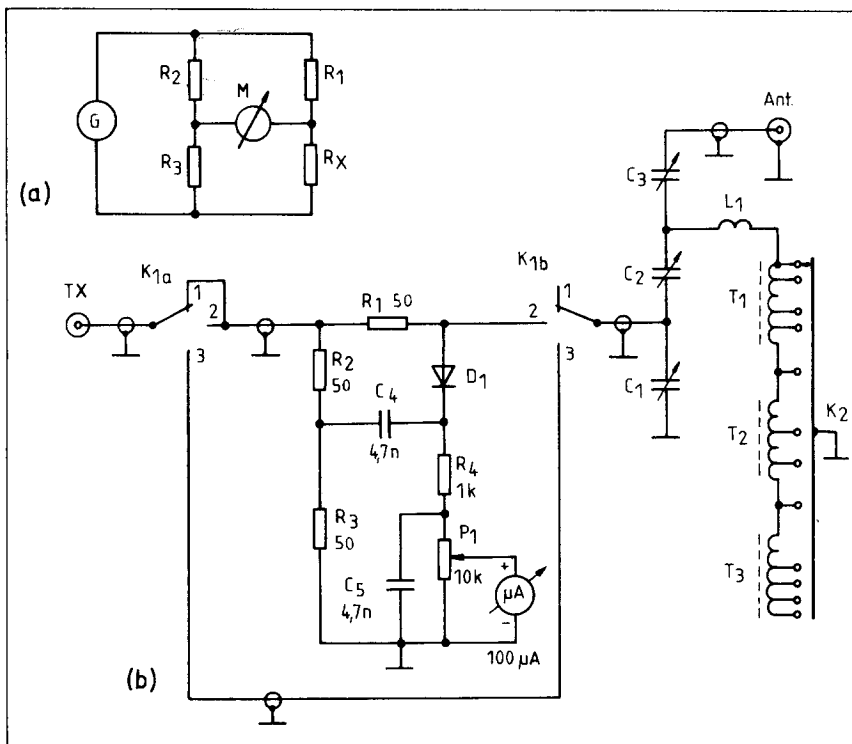 R2
R1
M
G
R3
RX
(a)
Ant.
C3
L1
K1a
K1b
TX
1
2
3
R1 50
2
1
3
C2
T1
R2
50
D1
C4
4,7n
C1
T2
K2
R4
1k
R3
50
P1
10k
C5
4,7n
+
µA
-
100 µA
T3
(b)